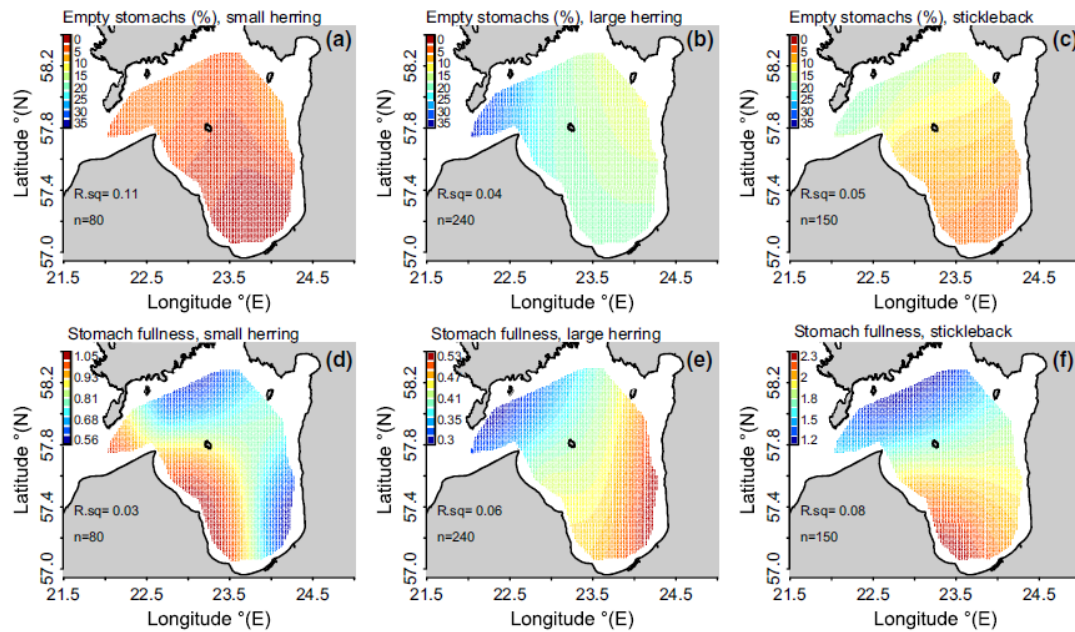 Empty stomachs (%), small herring
(a)
0
5
10
15
20
25
30
35
58.2
57.8
57.4
57.0
Latitude °(N)
R.sq= 0.11
n=80
21.5 22.5 23.5 24.5
Longitude °(E)
Empty stomachs (%), large herring
(b)
0
5
10
15
20
25
30
35
58.2
57.8
57.4
57.0
Latitude °(N)
R.sq= 0.04
n=240
21.5 22.5 23.5 24.5
Longitude °(E)
Empty stomachs (%), stickleback
(c)
0
5
10
15
20
25
30
35
58.2
57.8
57.4
57.0
Latitude °(N)
R.sq= 0.05
n=150
21.5 22.5 23.5 24.5
Longitude °(E)
Stomach fullness, small herring
(d)
1.05
0.93
0.81
0.68
0.56
58.2
57.8
57.4
57.0
Latitude °(N)
R.sq= 0.03
n=80
21.5 22.5 23.5 24.5
Longitude °(E)
Stomach fullness, large herring
(e)
0.53
0.47
0.41
0.35
0.3
58.2
57.8
57.4
57.0
Latitude °(N)
R.sq= 0.06
n=240
21.5 22.5 23.5 24.5
Longitude °(E)
Stomach fullness, stickleback
(f)
2.3
2
1.8
1.5
1.2
58.2
57.8
57.4
57.0
Latitude °(N)
R.sq= 0.08
n=150
21.5 22.5 23.5 24.5
Longitude °(E)